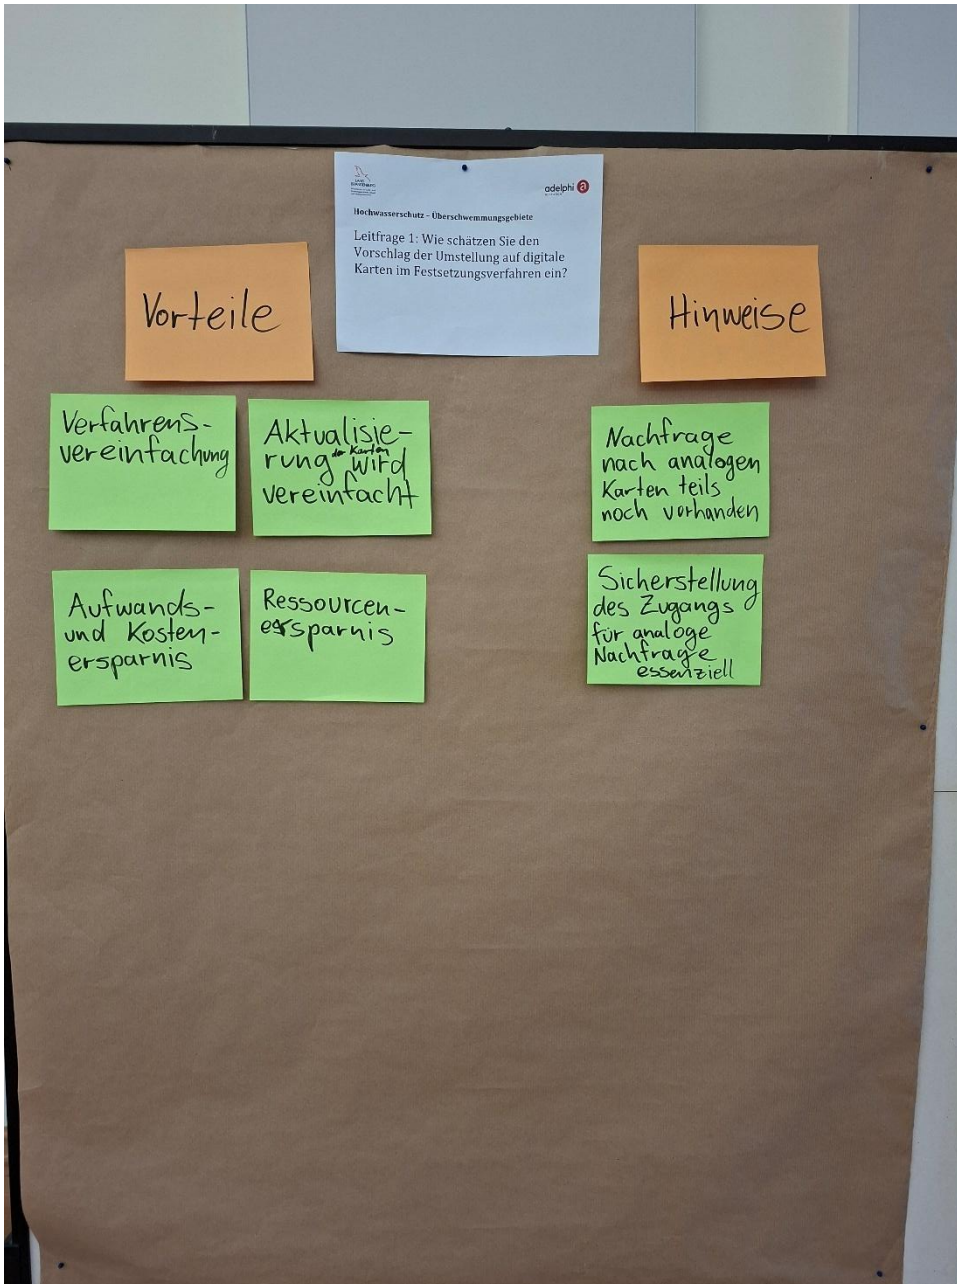 LAND
BRANDENBURG
adelphi
Hochwasserschutz – Überschwemmungsgebiete
Leitfrage 1: Wie schätzen Sie den
Vorschlag der Umstellung auf digitale
Karten im Festsetzungsverfahren ein?
Vorteile
Hinweise
Verfahrens-
vereinfachung
Aktualisie-
rung der Karten wird
vereinfacht
Aufwands-
und Kosten-
ersparnis
Ressourcen-
ersparnis
Nachfrage
nach analogen
Karten teils
noch vorhanden
Sicherstellung
des Zugangs
für analoge
Nachfrage
essenziell